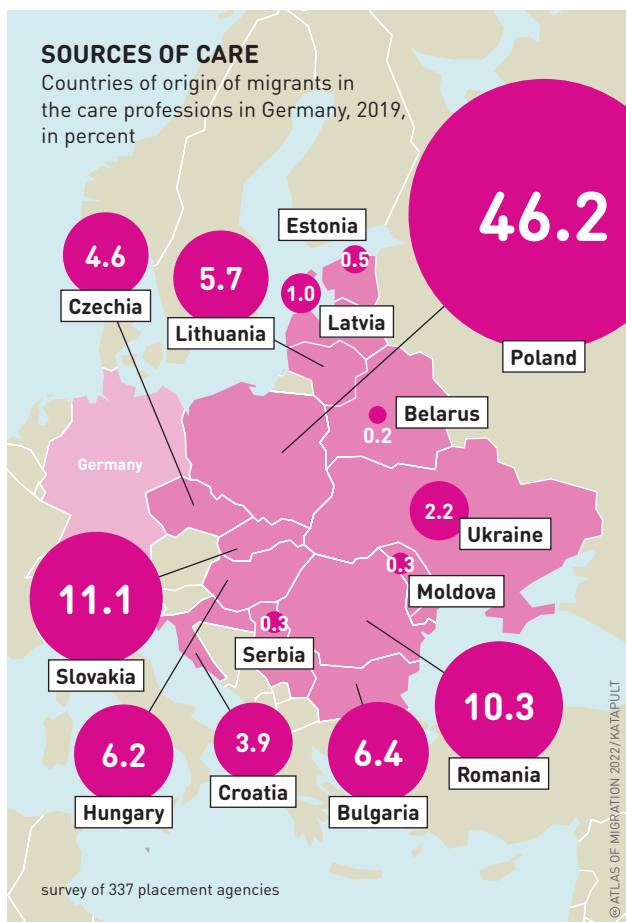 SOURCES OF CARE
Countries of origin of migrants in
the care professions in Germany, 2019,
in percent
46.2
Poland
Estonia
0.5
4.6
Czechia
5.7
Lithuania
1.0
Latvia
Belarus
0.2
Germany
2.2
Ukraine
0.3
Moldova
11.1
Slovakia
0.3
Serbia
10.3
Romania
6.2
Hungary
3.9
Croatia
6.4
Bulgaria
survey of 337 placement agencies
© ATLAS OF MIGRATION 2022/KATAPULT